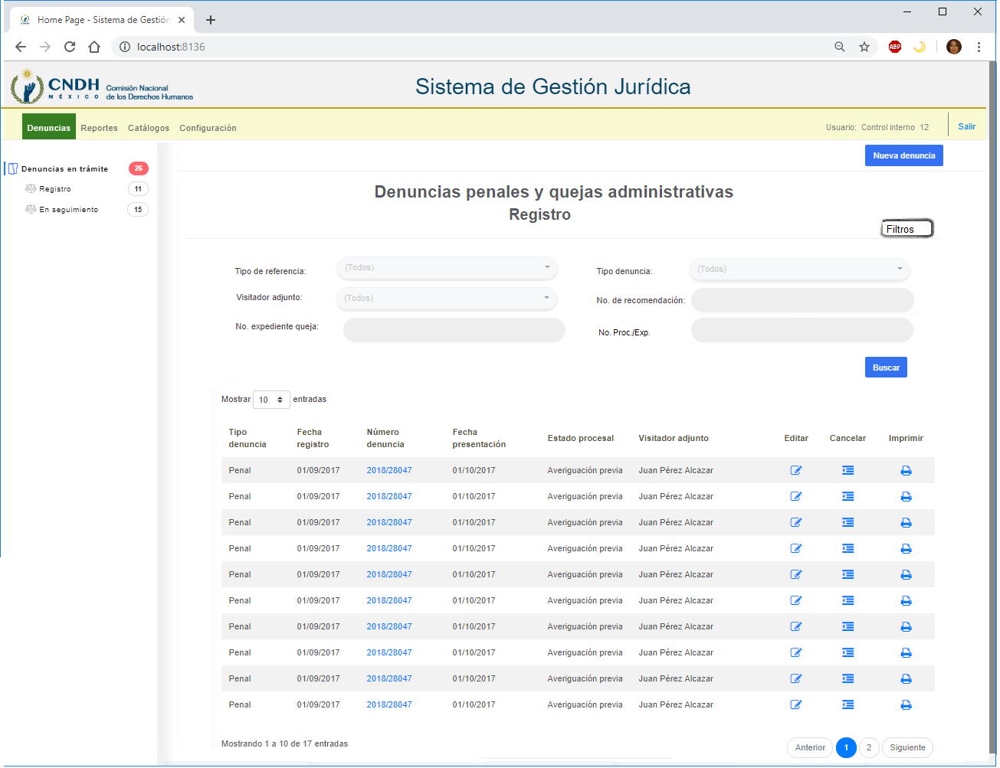 Home Page - Sistema de Gestión
localhost:8136
ABP
CNDH
MÉXICO
Comisión Nacional
de los Derechos Humanos
Sistema de Gestión Jurídica
Denuncias Reportes Catálogos Configuración
Usuario: Control interno 12
Salir
Denuncias en trámite 26
Registro 11
En seguimiento 15
Nueva denuncia
Denuncias penales y quejas administrativas
Registro
Filtros
Tipo de referencia: (Todos)
Tipo denuncia: (Todos)
Visitador adjunto: (Todos)
No. de recomendación:
No. expediente queja:
No. Proc./Exp.
Buscar
Mostrar 10 entradas
Tipo denuncia Fecha registro Número denuncia Fecha presentación Estado procesal Visitador adjunto Editar Cancelar Imprimir
Penal 01/09/2017 2018/28047 01/10/2017 Averiguación previa Juan Pérez Alcazar
Penal 01/09/2017 2018/28047 01/10/2017 Averiguación previa Juan Pérez Alcazar
Penal 01/09/2017 2018/28047 01/10/2017 Averiguación previa Juan Pérez Alcazar
Penal 01/09/2017 2018/28047 01/10/2017 Averiguación previa Juan Pérez Alcazar
Penal 01/09/2017 2018/28047 01/10/2017 Averiguación previa Juan Pérez Alcazar
Penal 01/09/2017 2018/28047 01/10/2017 Averiguación previa Juan Pérez Alcazar
Penal 01/09/2017 2018/28047 01/10/2017 Averiguación previa Juan Pérez Alcazar
Penal 01/09/2017 2018/28047 01/10/2017 Averiguación previa Juan Pérez Alcazar
Penal 01/09/2017 2018/28047 01/10/2017 Averiguación previa Juan Pérez Alcazar
Penal 01/09/2017 2018/28047 01/10/2017 Averiguación previa Juan Pérez Alcazar
Mostrando 1 a 10 de 17 entradas
Anterior 1 2 Siguiente